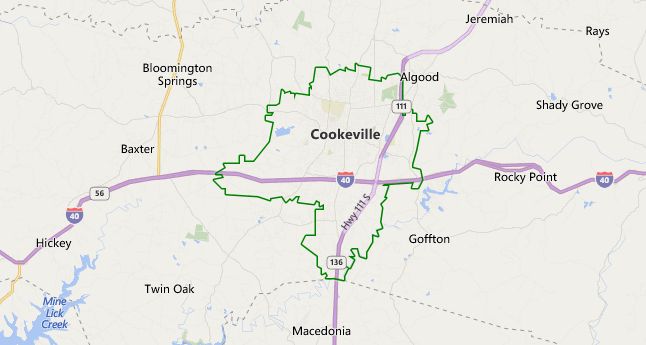 Jeremiah
Rays
Bloomington
Springs
Algood
111
Shady Grove
Cookeville
Baxter
40
Rocky Point
40
56
40
Hwy 111 S
Hickey
Goffton
136
Twin Oak
Mine
Lick
Creek
Macedonia